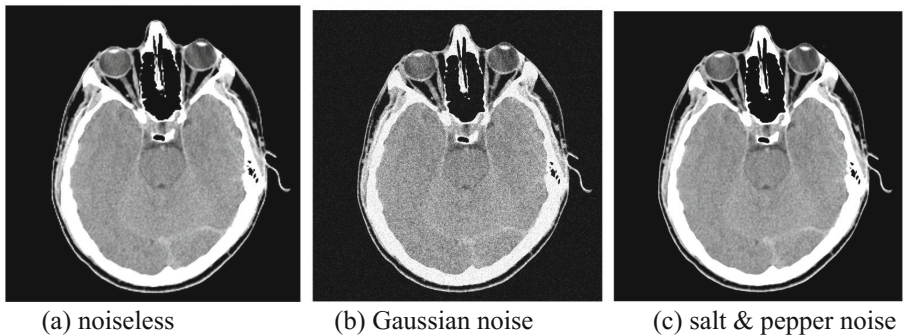 (a) noiseless
(b) Gaussian noise
(c) salt & pepper noise